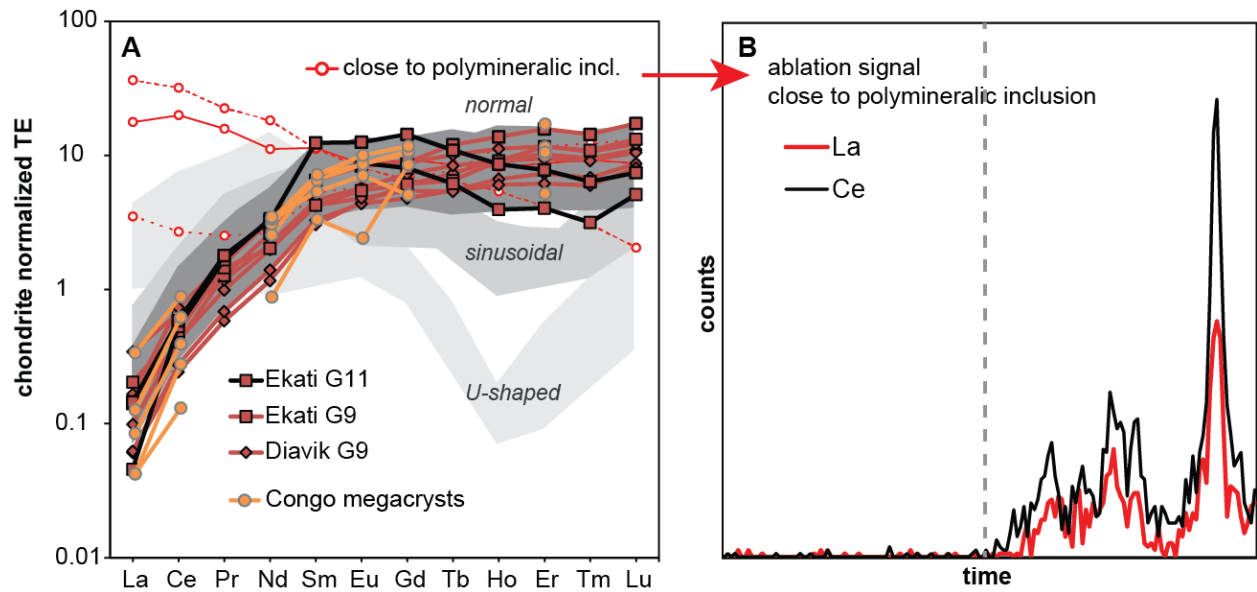 A
close to polymineralic incl.
normal
sinusoidal
U-shaped
Ekati G11
Ekati G9
Diavik G9
Congo megacrysts
chondrite normalized TE
100
10
1
0.1
0.01
La Ce Pr Nd Sm Eu Gd Tb Ho Er Tm Lu
B
ablation signal
close to polymineralic inclusion
La
Ce
counts
time